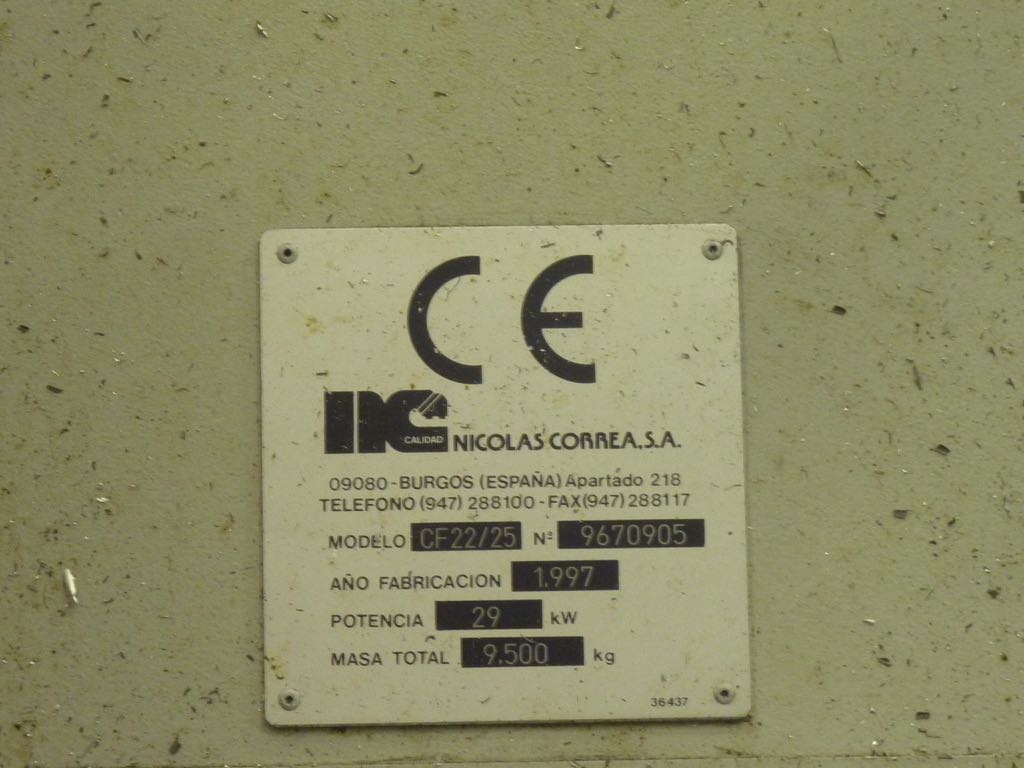 CE
NC CALIDAD NICOLAS CORREA, S.A.
09080-BURGOS (ESPAÑA) Apartado 218
TELEFONO (947) 288100 - FAX (947) 288117
MODELO CF22/25 Nº 9670905
AÑO FABRICACION 1.997
POTENCIA 29 kW
MASA TOTAL 9.500 kg
36437